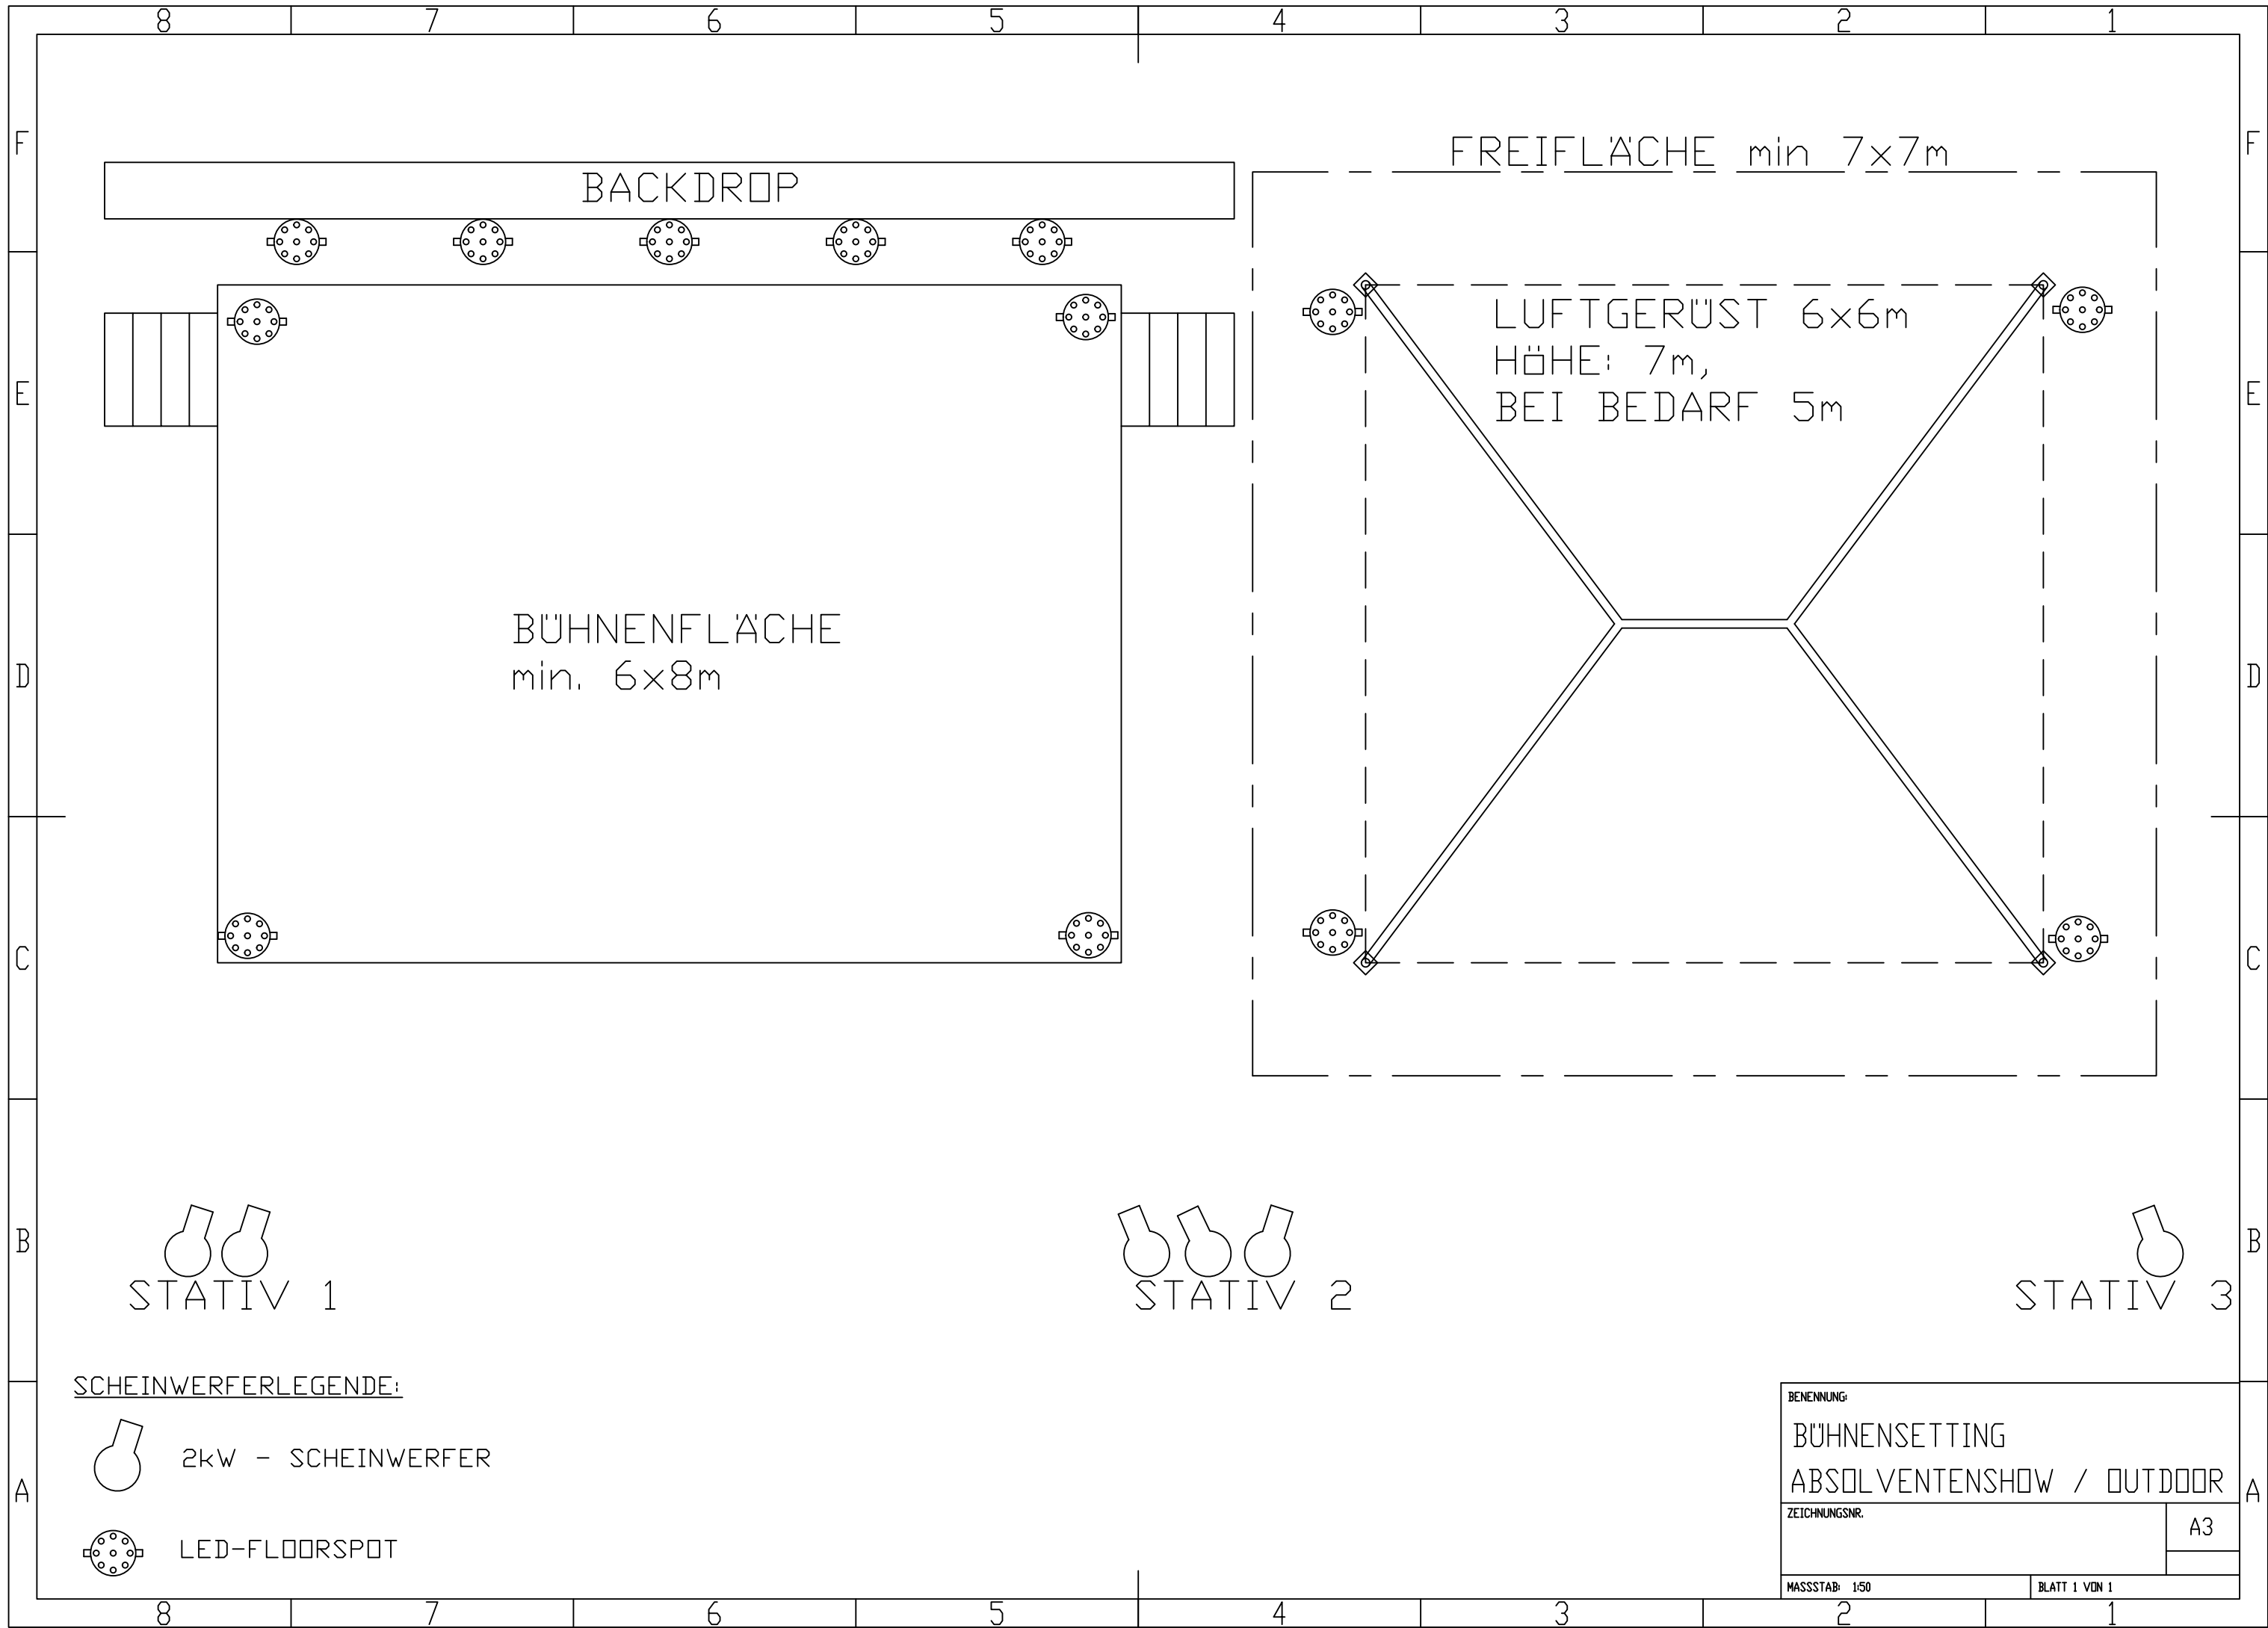 8 7 6 5 4 3 2 1
F F
FREIFLÄCHE min 7x7m
BACKDROP
LUFTGERÜST 6x6m
HÖHE: 7m,
BEI BEDARF 5m
E E
BÜHNENFLÄCHE
min. 6x8m
D D
C C
B B
STATIV 1
STATIV 2
STATIV 3
SCHEINWERFERLEGENDE:
2kW - SCHEINWERFER
LED-FLOORSPOT
A A
BENENNUNG:
BÜHNENSETTING
ABSOLVENTENSHOW / OUTDOOR
ZEICHNUNGSNR.
A3
MASSSTAB: 1:50
BLATT 1 VON 1
8 7 6 5 4 3 2 1